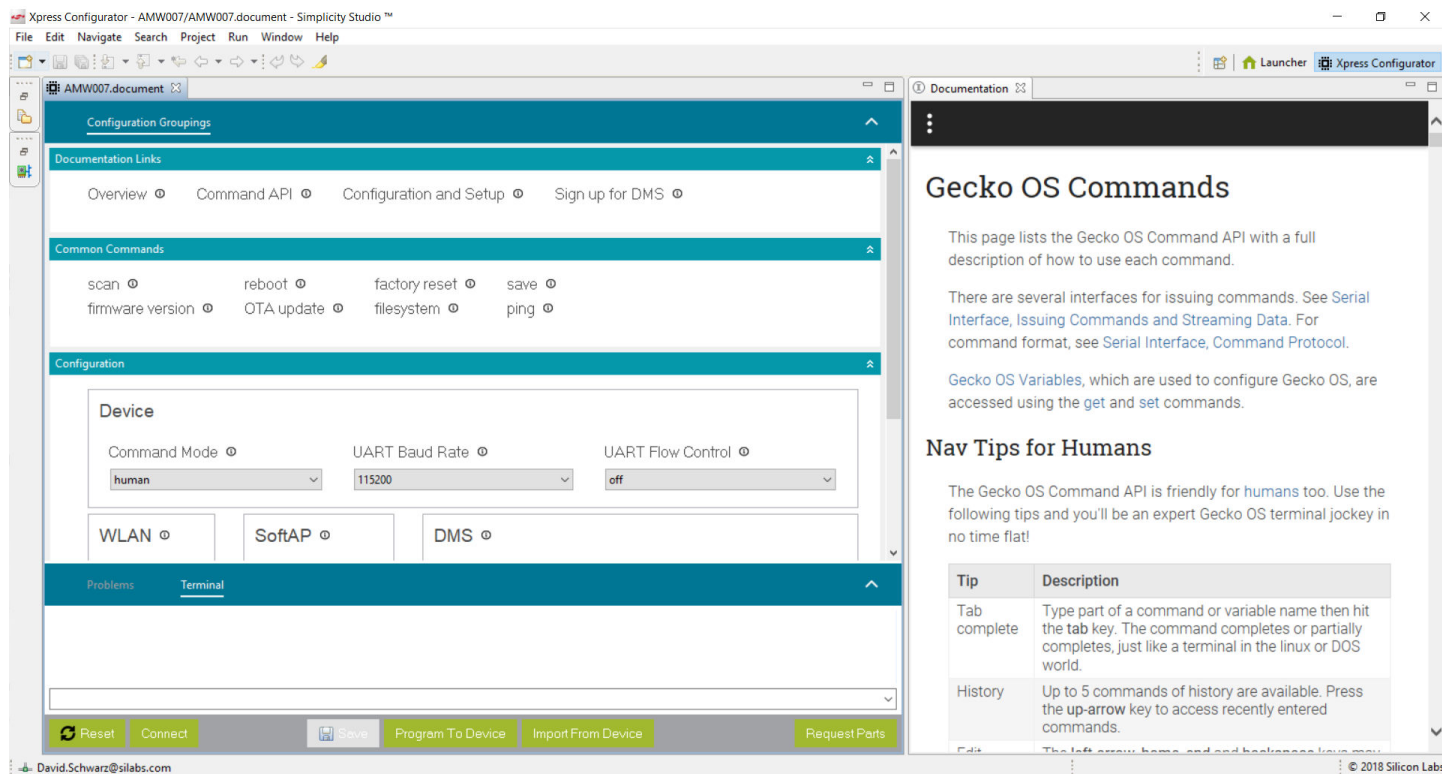 Xpress Configurator - AMW007/AMW007.document - Simplicity Studio ™
File Edit Navigate Search Project Run Window Help
Launcher Xpress Configurator
AMW007.document
Configuration Groupings
Documentation Links
Overview Command API Configuration and Setup Sign up for DMS
Common Commands
scan reboot factory reset save
firmware version OTA update filesystem ping
Configuration
Device
Command Mode UART Baud Rate UART Flow Control
human 115200 off
WLAN SoftAP DMS
Problems Terminal
Reset Connect Save Program To Device Import From Device Request Parts
Documentation
Gecko OS Commands
This page lists the Gecko OS Command API with a full
description of how to use each command.
There are several interfaces for issuing commands. See Serial
Interface, Issuing Commands and Streaming Data. For
command format, see Serial Interface, Command Protocol.
Gecko OS Variables, which are used to configure Gecko OS, are
accessed using the get and set commands.
Nav Tips for Humans
The Gecko OS Command API is friendly for humans too. Use the
following tips and you'll be an expert Gecko OS terminal jockey in
no time flat!
Tip Description
Tab complete Type part of a command or variable name then hit
the tab key. The command completes or partially
completes, just like a terminal in the linux or DOS
world.
History Up to 5 commands of history are available. Press
the up-arrow key to access recently entered
commands.
Edit The left-arrow, home, end and backspace keys may
David.Schwarz@silabs.com
© 2018 Silicon Labs